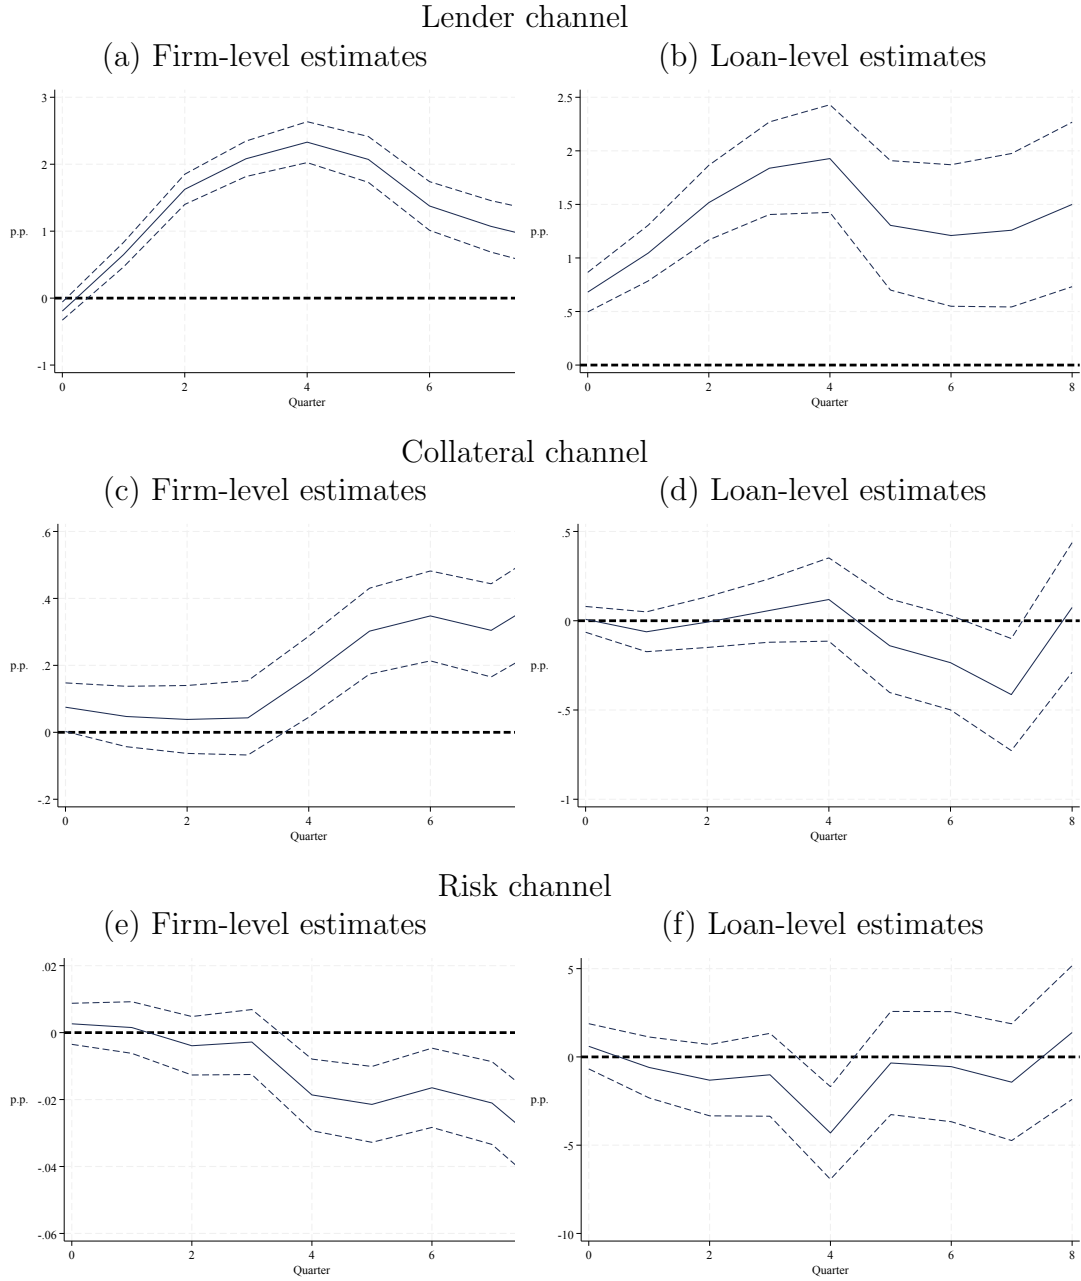 Lender channel
(a) Firm-level estimates (b) Loan-level estimates
3
2
1
0
-1
p.p.
0 2 4 6
Quarter
2.5
2
1.5
1
.5
0
p.p.
0 2 4 6 8
Quarter
Collateral channel
(c) Firm-level estimates (d) Loan-level estimates
.6
.4
.2
0
-.2
p.p.
0 2 4 6
Quarter
.5
0
-.5
-1
p.p.
0 2 4 6 8
Quarter
Risk channel
(e) Firm-level estimates (f) Loan-level estimates
.02
0
-.02
-.04
-.06
p.p.
0 2 4 6
Quarter
5
0
-5
-10
p.p.
0 2 4 6 8
Quarter